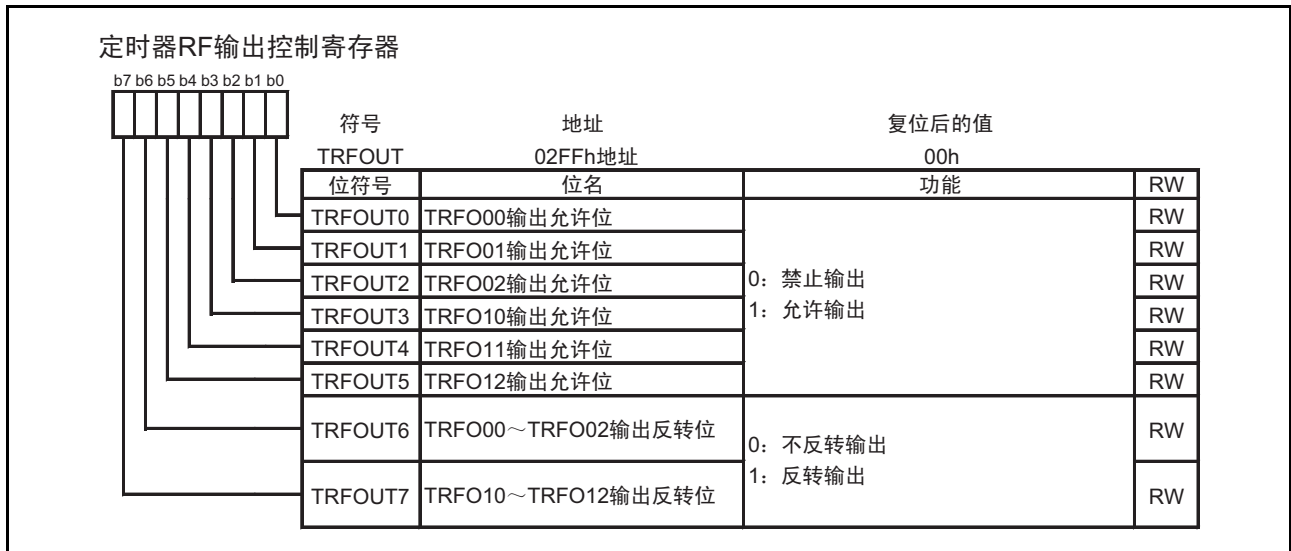 定时器RF输出控制寄存器
b7 b6 b5 b4 b3 b2 b1 b0
符号 地址 复位后的值
TRFOUT 02FFh地址 00h
位符号 位名 功能 RW
TRFOUT0 TRFO00输出允许位 RW
TRFOUT1 TRFO01输出允许位 RW
TRFOUT2 TRFO02输出允许位 0：禁止输出 RW
TRFOUT3 TRFO10输出允许位 1：允许输出 RW
TRFOUT4 TRFO11输出允许位 RW
TRFOUT5 TRFO12输出允许位 RW
TRFOUT6 TRFO00～TRFO02输出反转位 RW
0：不反转输出
1：反转输出
TRFOUT7 TRFO10～TRFO12输出反转位 RW